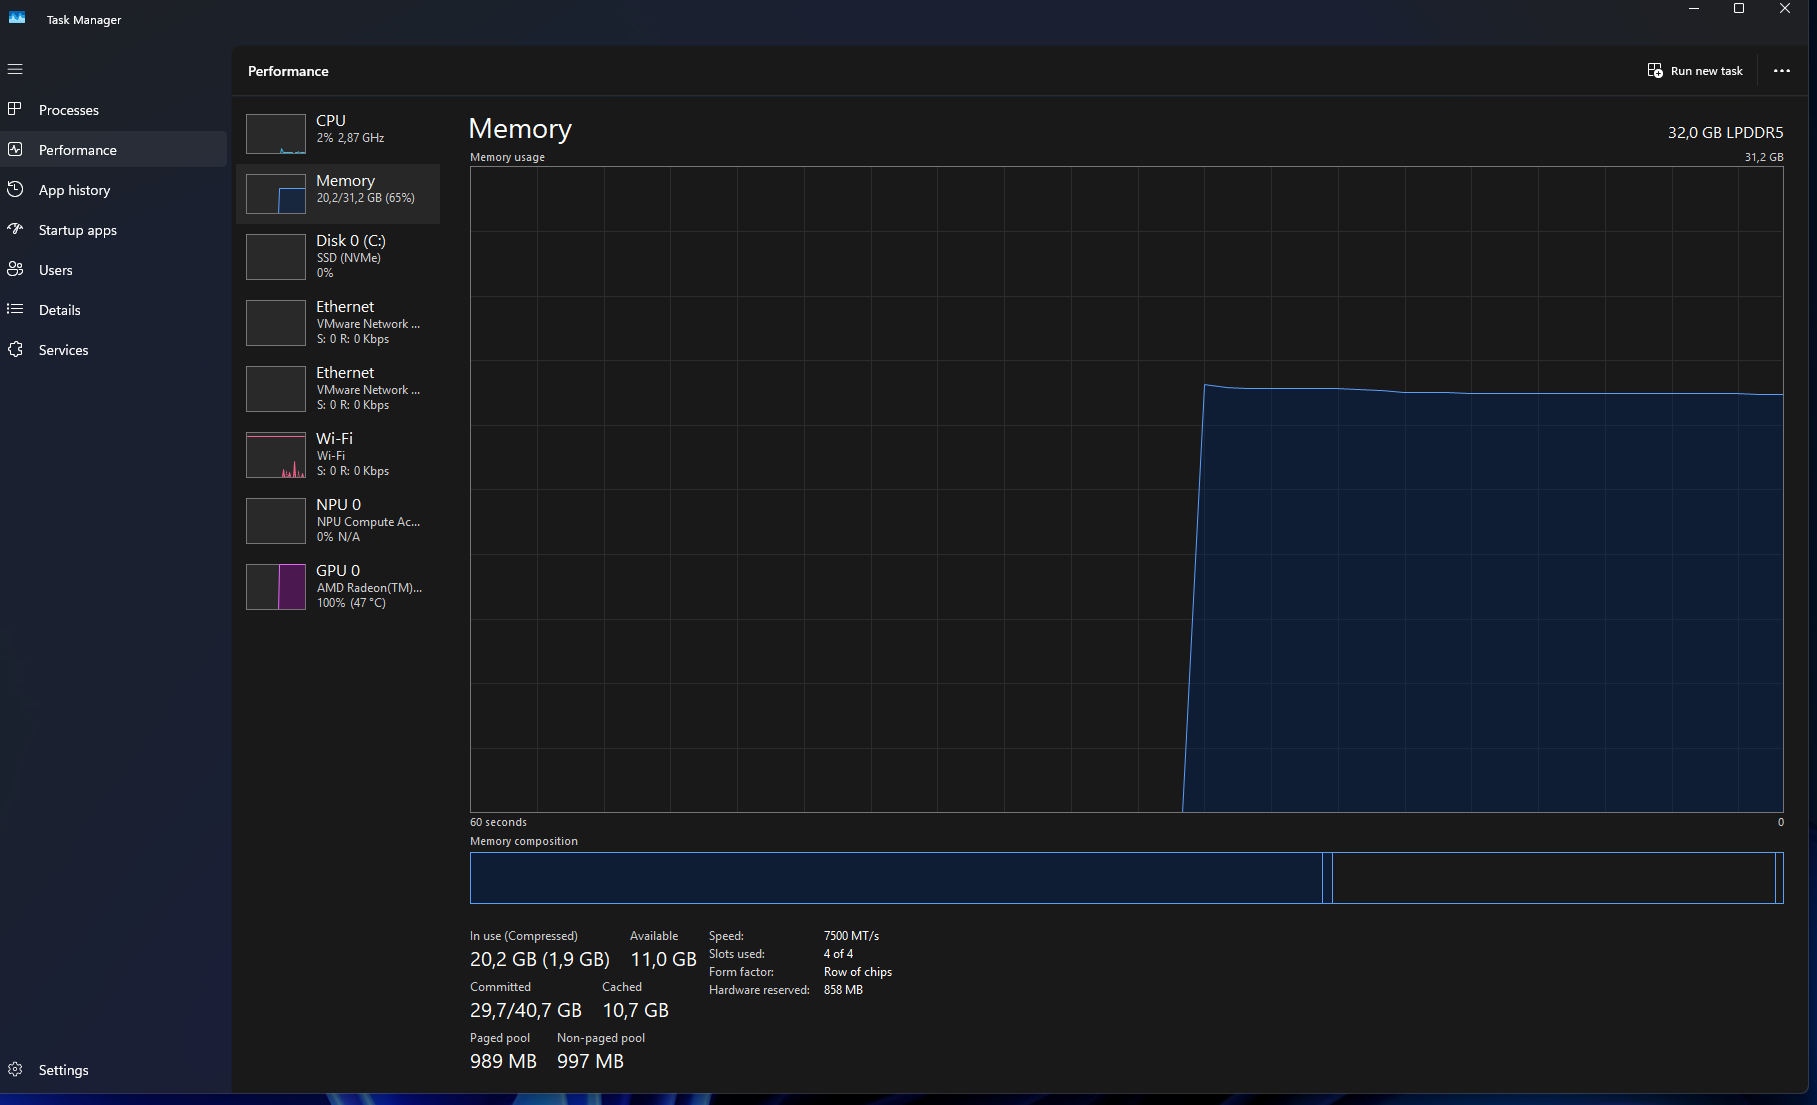 Task Manager
Processes
Performance
App history
Startup apps
Users
Details
Services
Settings
Performance
Run new task
CPU
2% 2,87 GHz
Memory
20,2/31,2 GB (65%)
Disk 0 (C:)
SSD (NVMe)
0%
Ethernet
VMware Network ...
S: 0 R: 0 Kbps
Ethernet
VMware Network ...
S: 0 R: 0 Kbps
Wi-Fi
Wi-Fi
S: 0 R: 0 Kbps
NPU 0
NPU Compute Ac...
0% N/A
GPU 0
AMD Radeon(TM)...
100% (47 °C)
Memory
32,0 GB LPDDR5
Memory usage
31,2 GB
60 seconds
0
Memory composition
In use (Compressed)
20,2 GB (1,9 GB)
Available
11,0 GB
Committed
29,7/40,7 GB
Cached
10,7 GB
Paged pool
989 MB
Non-paged pool
997 MB
Speed: 7500 MT/s
Slots used: 4 of 4
Form factor: Row of chips
Hardware reserved: 858 MB